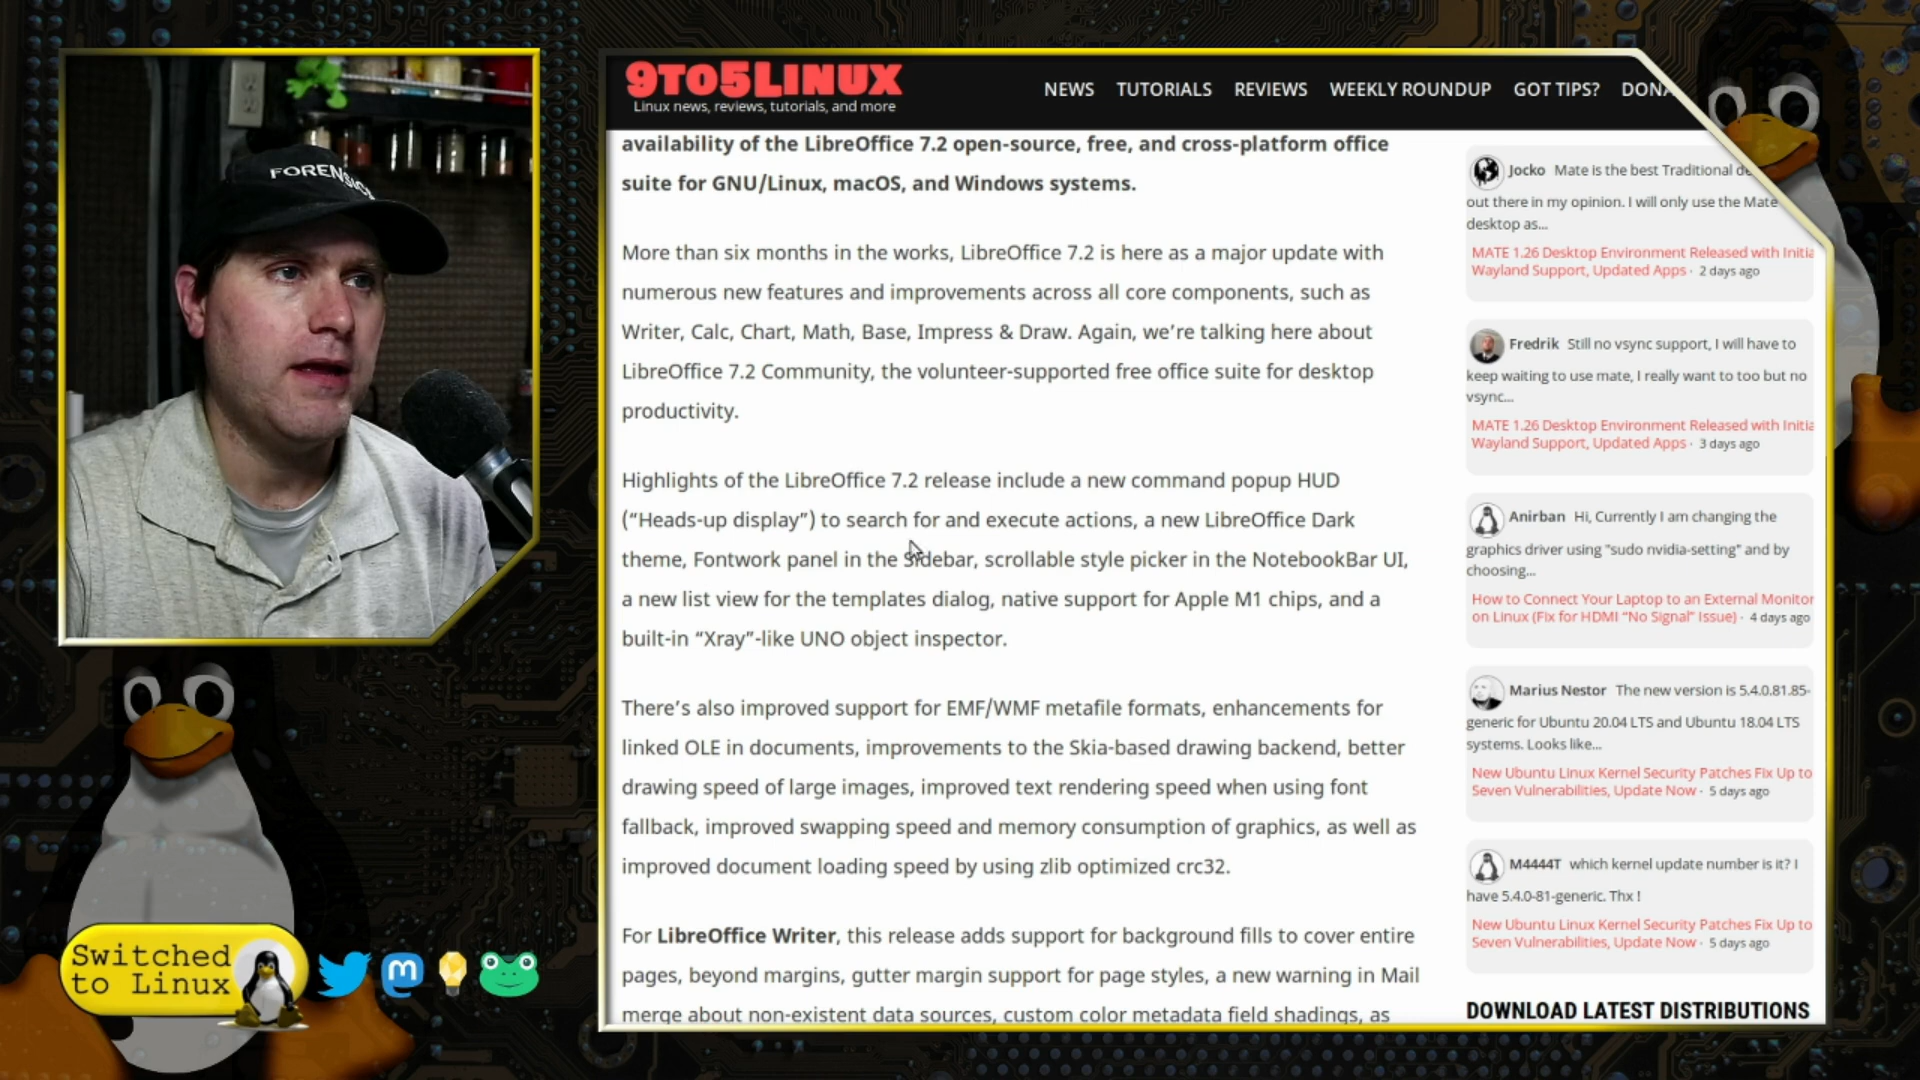 FORENSICS
9TO5LINUX
Linux news, reviews, tutorials, and more
NEWS TUTORIALS REVIEWS WEEKLY ROUNDUP GOT TIPS?
availability of the LibreOffice 7.2 open-source, free, and cross-platform office
suite for GNU/Linux, macOS, and Windows systems.
More than six months in the works, LibreOffice 7.2 is here as a major update with
numerous new features and improvements across all core components, such as
Writer, Calc, Chart, Math, Base, Impress & Draw. Again, we’re talking here about
LibreOffice 7.2 Community, the volunteer-supported free office suite for desktop
productivity.
Highlights of the LibreOffice 7.2 release include a new command popup HUD
(“Heads-up display”) to search for and execute actions, a new LibreOffice Dark
theme, Fontwork panel in the Sidebar, scrollable style picker in the NotebookBar UI,
a new list view for the templates dialog, native support for Apple M1 chips, and a
built-in “Xray”-like UNO object inspector.
There’s also improved support for EMF/WMF metafile formats, enhancements for
linked OLE in documents, improvements to the Skia-based drawing backend, better
drawing speed of large images, improved text rendering speed when using font
fallback, improved swapping speed and memory consumption of graphics, as well as
improved document loading speed by using zlib optimized crc32.
For LibreOffice Writer, this release adds support for background fills to cover entire
pages, beyond margins, gutter margin support for page styles, a new warning in Mail
merge about non-existent data sources, custom color metadata field shadings, as
Jocko Mate is the best Traditional
out there in my opinion. I will only use the Mate
desktop as...
MATE 1.26 Desktop Environment Released with Initia
Wayland Support, Updated Apps · 2 days ago
Fredrik Still no vsync support, I will have to
keep waiting to use mate, I really want to too but no
vsync...
MATE 1.26 Desktop Environment Released with Initia
Wayland Support, Updated Apps · 3 days ago
Anirban Hi, Currently I am changing the
graphics driver using "sudo nvidia-setting" and by
choosing...
How to Connect Your Laptop to an External Monitor
on Linux (Fix for HDMI “No Signal” Issue) · 4 days ago
Marius Nestor The new version is 5.4.0.81.85-
generic for Ubuntu 20.04 LTS and Ubuntu 18.04 LTS
systems. Looks like...
New Ubuntu Linux Kernel Security Patches Fix Up to
Seven Vulnerabilities, Update Now · 5 days ago
M4444T which kernel update number is it? I
have 5.4.0-81-generic. Thx !
New Ubuntu Linux Kernel Security Patches Fix Up to
Seven Vulnerabilities, Update Now · 5 days ago
DOWNLOAD LATEST DISTRIBUTIONS
Switched
to Linux